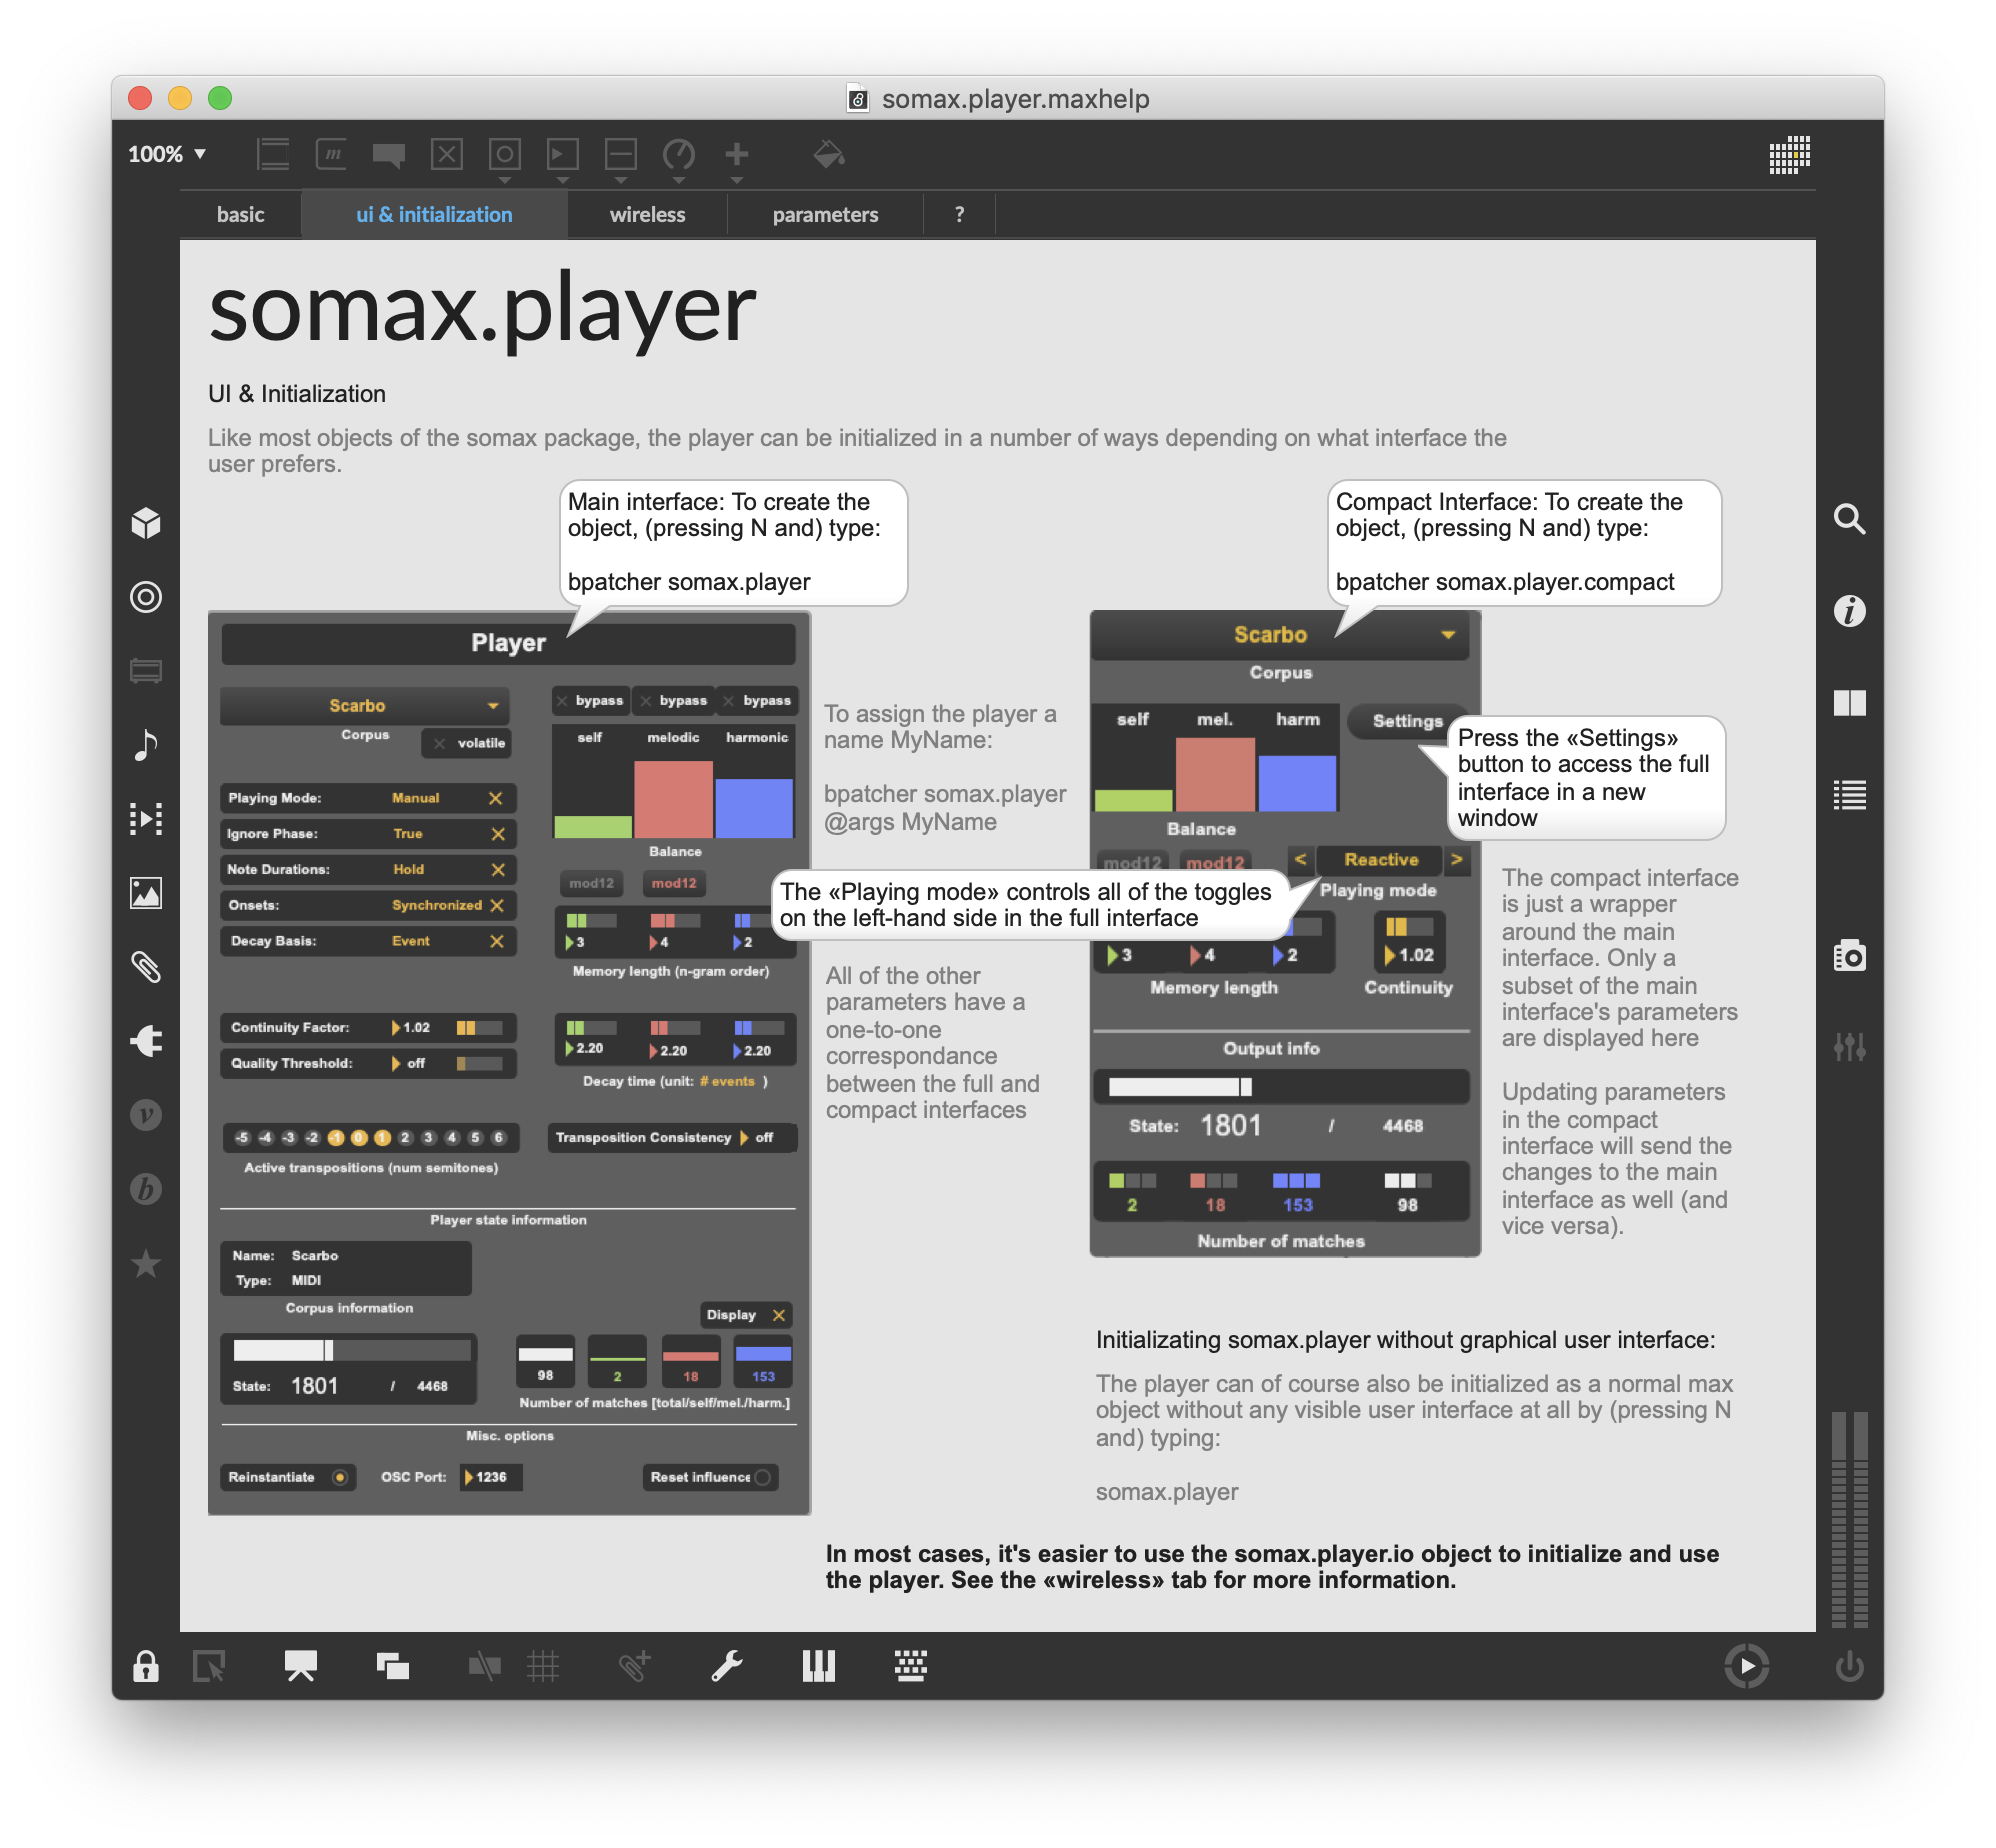 somax.player.maxhelp
100%
basic
ui & initialization
wireless
parameters
?
somax.player
UI & Initialization
Like most objects of the somax package, the player can be initialized in a number of ways depending on what interface the
user prefers.
Main interface: To create the
object, (pressing N and) type:
bpatcher somax.player
Compact Interface: To create the
object, (pressing N and) type:
bpatcher somax.player.compact
Player
Scarbo
Corpus
volatile
bypass
bypass
bypass
self
melodic
harmonic
Balance
Playing Mode: Manual
Ignore Phase: True
Note Durations: Hold
Onsets: Synchronized
Decay Basis: Event
mod12
mod12
3
4
2
Memory length (n-gram order)
Continuity Factor: 1.02
Quality Threshold: off
2.20
2.20
2.20
Decay time (unit: # events )
-5 -4 -3 -2 -1 0 1 2 3 4 5 6
Active transpositions (num semitones)
Transposition Consistency off
Player state information
Name: Scarbo
Type: MIDI
Corpus information
Display
State: 1801 / 4468
98
2
18
153
Number of matches [total/self/mel./harm.]
Misc. options
Reinstantiate
OSC Port: 1236
Reset influence
To assign the player a
name MyName:
bpatcher somax.player
@args MyName
The «Playing mode» controls all of the toggles
on the left-hand side in the full interface
All of the other
parameters have a
one-to-one
correspondance
between the full and
compact interfaces
Scarbo
Corpus
self
mel.
harm
Settings
Balance
Press the «Settings»
button to access the full
interface in a new
window
mod12
mod12
< Reactive >
Playing mode
3
4
2
1.02
Memory length
Continuity
Output info
State: 1801 / 4468
2
18
153
98
Number of matches
The compact interface
is just a wrapper
around the main
interface. Only a
subset of the main
interface's parameters
are displayed here
Updating parameters
in the compact
interface will send the
changes to the main
interface as well (and
vice versa).
Initializating somax.player without graphical user interface:
The player can of course also be initialized as a normal max
object without any visible user interface at all by (pressing N
and) typing:
somax.player
In most cases, it's easier to use the somax.player.io object to initialize and use
the player. See the «wireless» tab for more information.